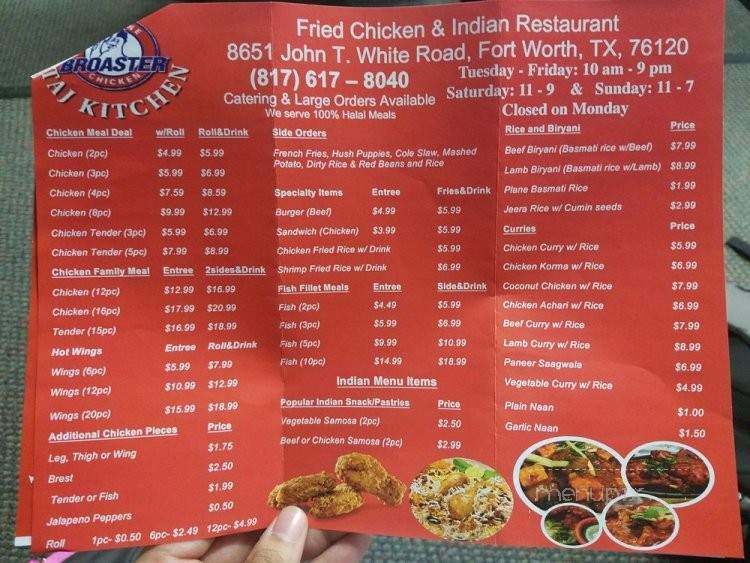 THE
BROASTER
CHICKEN
HAJ KITCHEN
Fried Chicken & Indian Restaurant
8651 John T. White Road, Fort Worth, TX, 76120
(817) 617 – 8040
Tuesday - Friday: 10 am - 9 pm
Saturday: 11 - 9 & Sunday: 11 - 7
Catering & Large Orders Available
Closed on Monday
We serve 100% Halal Meals
Chicken Meal Deal w/Roll Roll&Drink
Chicken (2pc) $4.99 $5.99
Chicken (3pc) $5.99 $6.99
Chicken (4pc) $7.59 $8.59
Chicken (8pc) $9.99 $12.99
Chicken Tender (3pc) $5.99 $6.99
Chicken Tender (5pc) $7.99 $8.99
Chicken Family Meal Entree 2sides&Drink
Chicken (12pc) $12.99 $16.99
Chicken (16pc) $17.99 $20.99
Tender (15pc) $16.99 $18.99
Hot Wings Entree Roll&Drink
Wings (6pc) $5.99 $7.99
Wings (12pc) $10.99 $12.99
Wings (20pc) $15.99 $18.99
Additional Chicken Pieces Price
Leg, Thigh or Wing $1.75
Brest $2.50
Tender or Fish $1.99
Jalapeno Peppers $0.50
Roll 1pc- $0.50 6pc- $2.49 12pc- $4.99
Side Orders
French Fries, Hush Puppies, Cole Slaw, Mashed
Potato, Dirty Rice & Red Beans and Rice
Specialty Items Entree Fries&Drink
Burger (Beef) $4.99 $5.99
Sandwich (Chicken) $3.99 $5.99
Chicken Fried Rice w/ Drink $5.99
Shrimp Fried Rice w/ Drink $6.99
Fish Fillet Meals Entree Side&Drink
Fish (2pc) $4.49 $5.99
Fish (3pc) $5.99 $6.99
Fish (5pc) $9.99 $10.99
Fish (10pc) $14.99 $18.99
Indian Menu Items
Popular Indian Snack/Pastries Price
Vegetable Samosa (2pc) $2.50
Beef or Chicken Samosa (2pc) $2.99
Rice and Biryani Price
Beef Biryani (Basmati rice w/Beef) $7.99
Lamb Biryani (Basmati rice w/Lamb) $8.99
Plane Basmati Rice $1.99
Jeera Rice w/ Cumin seeds $2.99
Curries Price
Chicken Curry w/ Rice $5.99
Chicken Korma w/ Rice $6.99
Coconut Chicken w/ Rice $7.99
Chicken Achari w/ Rice $6.99
Beef Curry w/ Rice $7.99
Lamb Curry w/ Rice $8.99
Paneer Saagwala $6.99
Vegetable Curry w/ Rice $4.99
Plain Naan $1.00
Garlic Naan $1.50